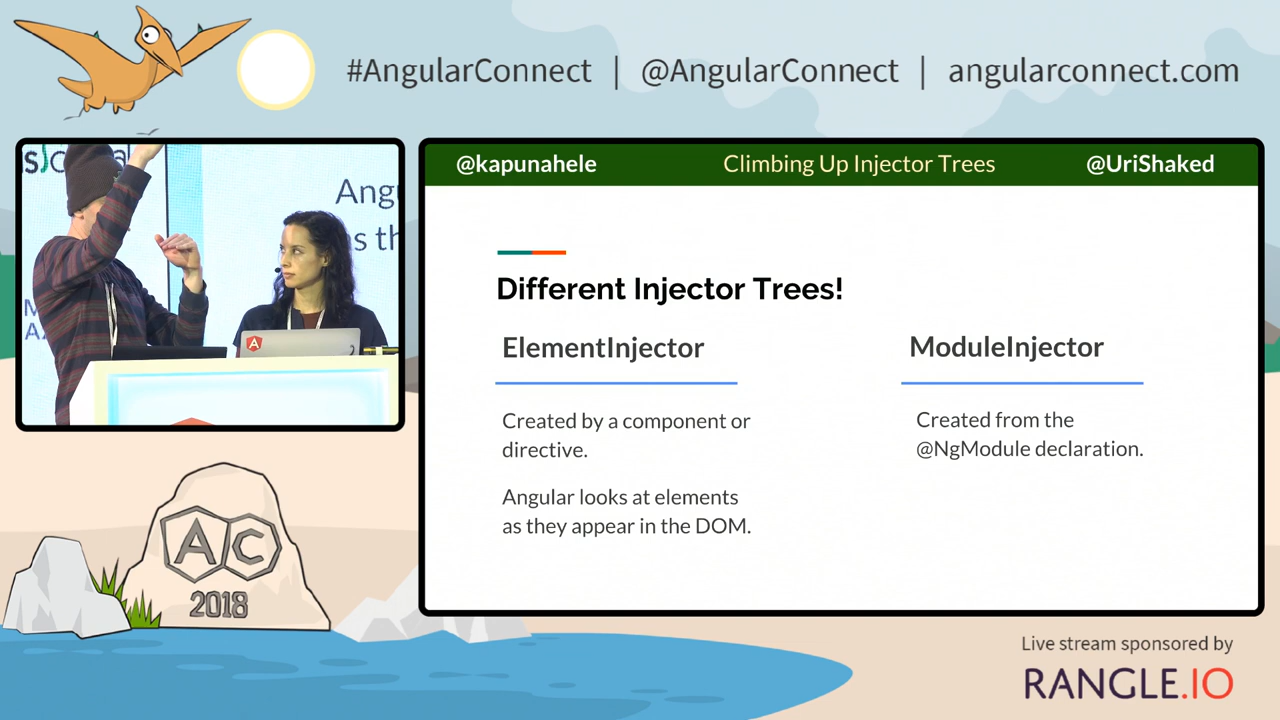 #AngularConnect | @AngularConnect | angularconnect.com
@kapunahele
Climbing Up Injector Trees
@UriShaked
Angu
s th
Different Injector Trees!
ElementInjector
Created by a component or
directive.
Angular looks at elements
as they appear in the DOM.
ModuleInjector
Created from the
@NgModule declaration.
AC
2018
Live stream sponsored by
RANGLE.IO